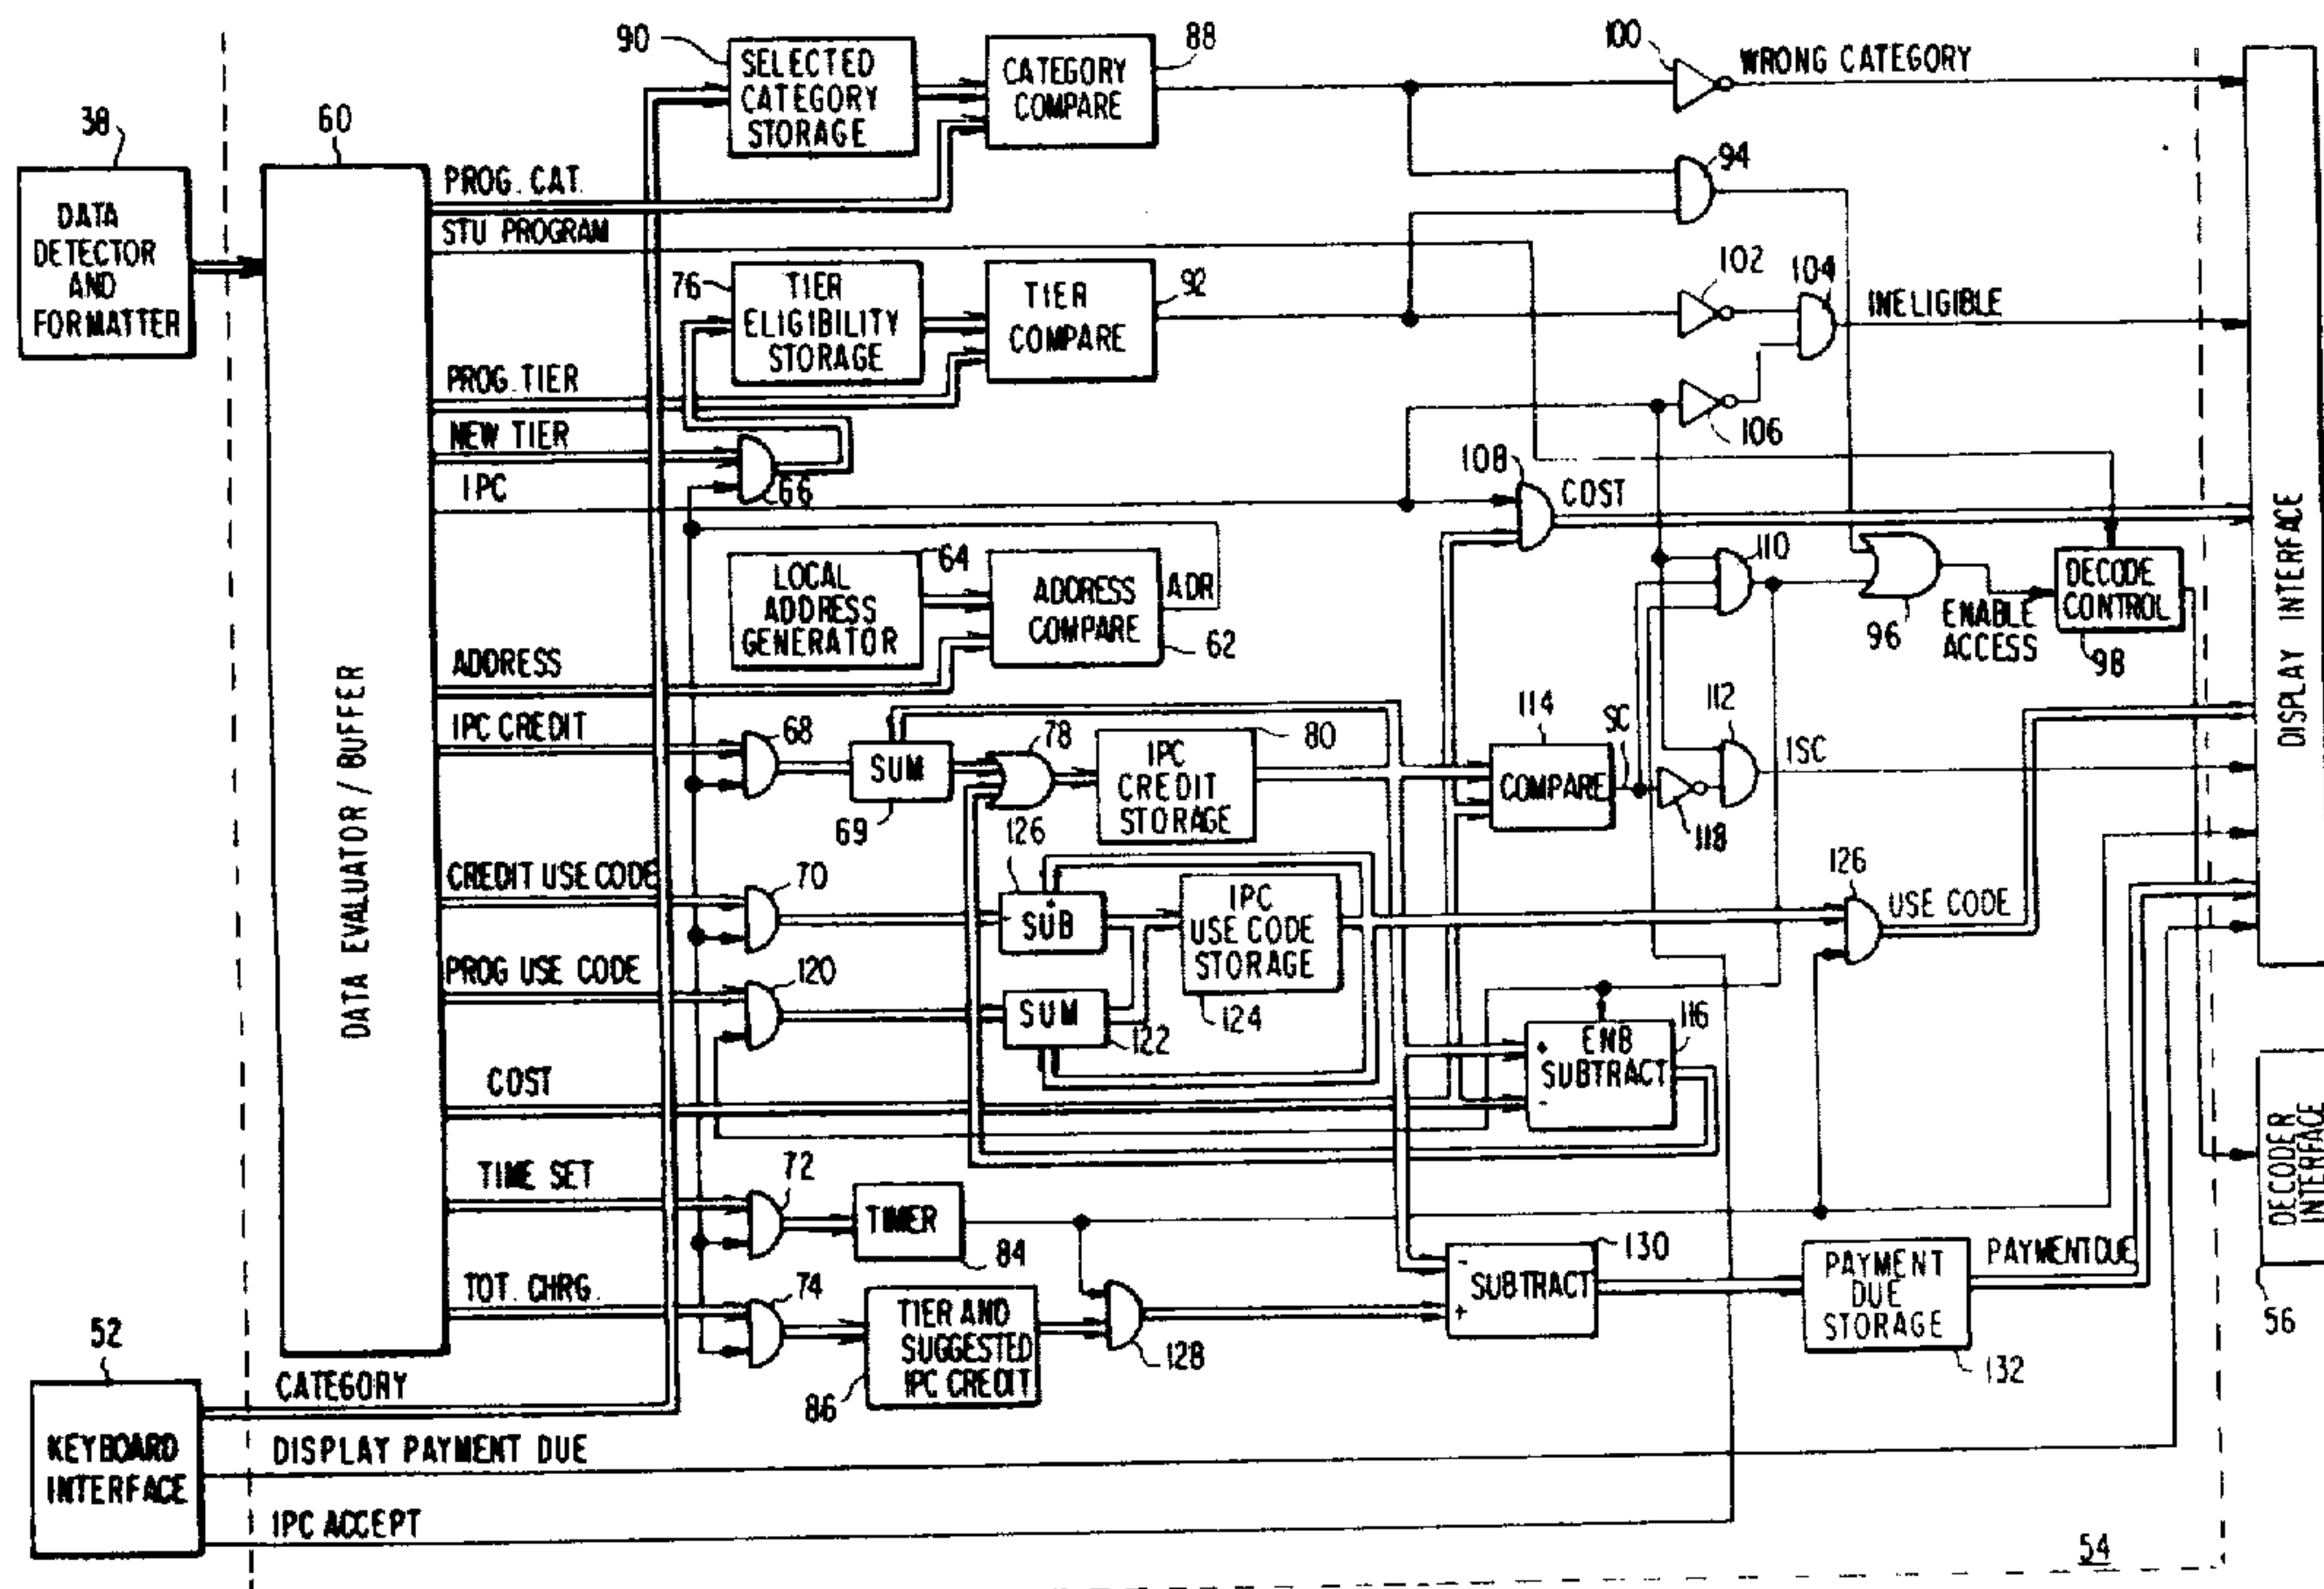 90
SELECTED
CATEGORY
STORAGE
88
CATEGORY
COMPARE
100
WRONG CATEGORY
38
DATA
DETECTOR
AND
FORMATTER
60
DATA EVALUATOR / BUFFER
PROG. CAT.
STU PROGRAM
94
76
TIER
ELIGIBILITY
STORAGE
TIER
COMPARE
92
102
104
INELIGIBLE
PROG. TIER
NEW TIER
66
106
IPC
108
COST
64
LOCAL
ADDRESS
GENERATOR
ADDRESS
COMPARE
ADR
62
110
96
ENABLE
ACCESS
DECODE
CONTROL
98
DISPLAY INTERFACE
ADDRESS
IPC CREDIT
68
SUM
69
78
80
IPC
CREDIT
STORAGE
114
COMPARE
SC
112
ISC
118
CREDIT USE CODE
70
126
- +
SUB
IPC
USE CODE
STORAGE
124
126
USE CODE
PROG USE CODE
120
SUM
122
116
+ ENB
SUBTRACT
-
COST
TIME SET
72
TIMER
84
TOT. CHRG.
74
TIER AND
SUGGESTED
IPC CREDIT
86
128
130
-
SUBTRACT
+
PAYMENT
DUE
STORAGE
132
PAYMENT DUE
DECODER
INTERFACE
56
52
KEYBOARD
INTERFACE
CATEGORY
DISPLAY PAYMENT DUE
IPC ACCEPT
54